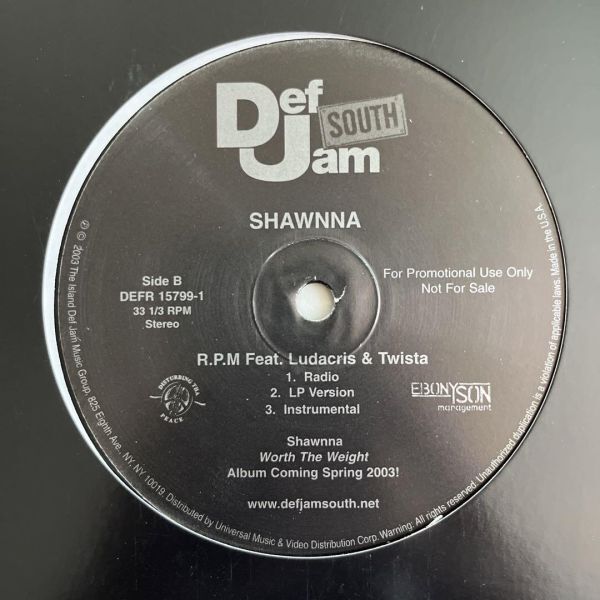 Def Jam
SOUTH
SHAWNNA
Side B
DEFR 15799-1
33 1/3 RPM
Stereo
For Promotional Use Only
Not For Sale
R.P.M Feat. Ludacris & Twista
1. Radio
2. LP Version
3. Instrumental
DISTURBING THA
PEACE
EBONYSON
management
Shawnna
Worth The Weight
Album Coming Spring 2003!
www.defjamsouth.net
℗ © 2003 The Island Def Jam Music Group, 825 Eighth Ave., NY, NY 10019. Distributed by Universal Music & Video Distribution Corp. Warning: All rights reserved. Unauthorized duplication is a violation of applicable laws. Made in the U.S.A.